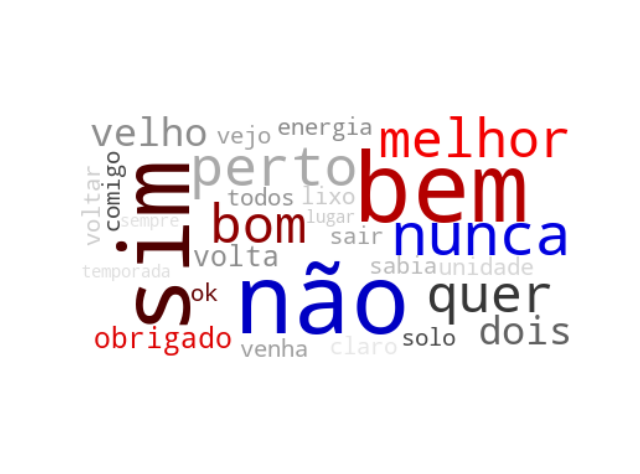 velho
vejo
energia
melhor
perto
bem
comigo
voltar
sim
todos
lixo
sempre
bom
lugar
sair
nunca
volta
sabia
unidade
temporada
não
ok
quer
obrigado
venha
claro
solo
dois